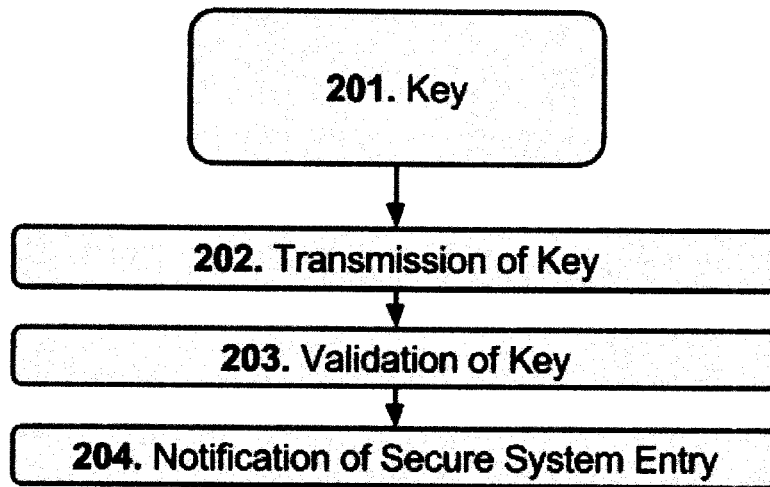 201. Key
202. Transmission of Key
203. Validation of Key
204. Notification of Secure System Entry